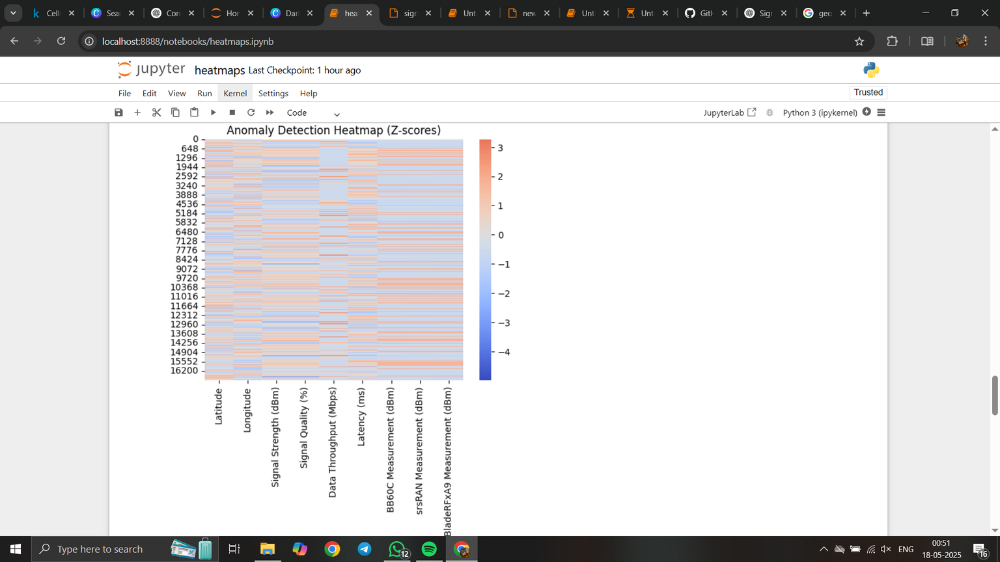 Cell
Sea
Con
Hor
Dar
hea
sign
Unt
new
Unt
Unt
GitH
Sign
geo
localhost:8888/notebooks/heatmaps.ipynb
jupyter heatmaps Last Checkpoint: 1 hour ago
File Edit View Run Kernel Settings Help
Trusted
Code
JupyterLab
Python 3 (ipykernel)
Anomaly Detection Heatmap (Z-scores)
0
648
1296
1944
2592
3240
3888
4536
5184
5832
6480
7128
7776
8424
9072
9720
10368
11016
11664
12312
12960
13608
14256
14904
15552
16200
3
2
1
0
−1
−2
−3
−4
Latitude
Longitude
Signal Strength (dBm)
Signal Quality (%)
Data Throughput (Mbps)
Latency (ms)
BB60C Measurement (dBm)
srsRAN Measurement (dBm)
BladeRFxA9 Measurement (dBm)
Type here to search
12
ENG
00:51
18-05-2025
16